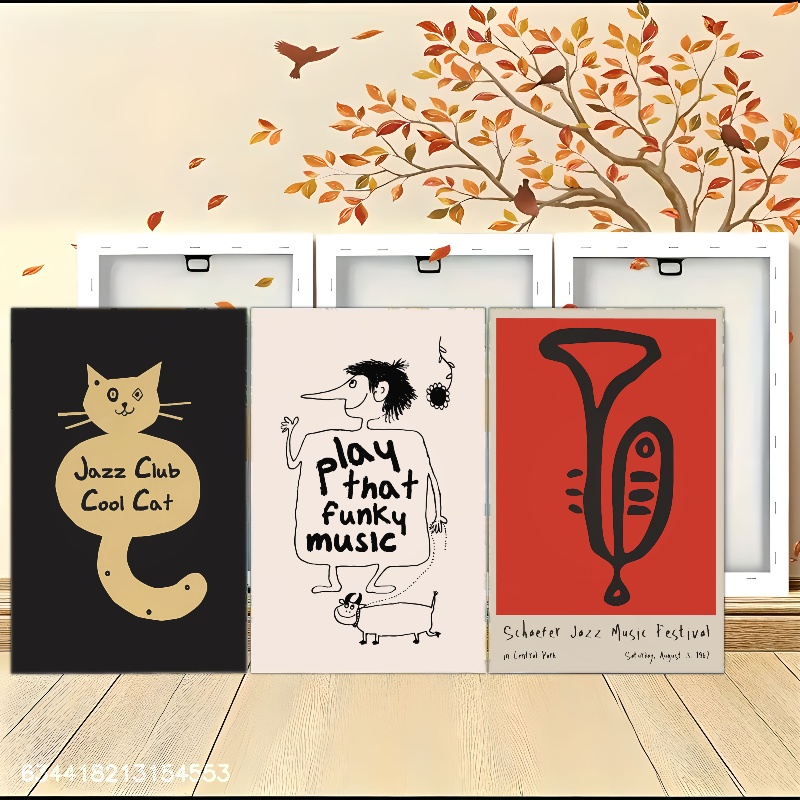 Jazz Club
Cool Cat
play
that
funky
music
Schaefer Jazz Music Festival
in Central Park
Saturday, August 3, 1967
634418213154553